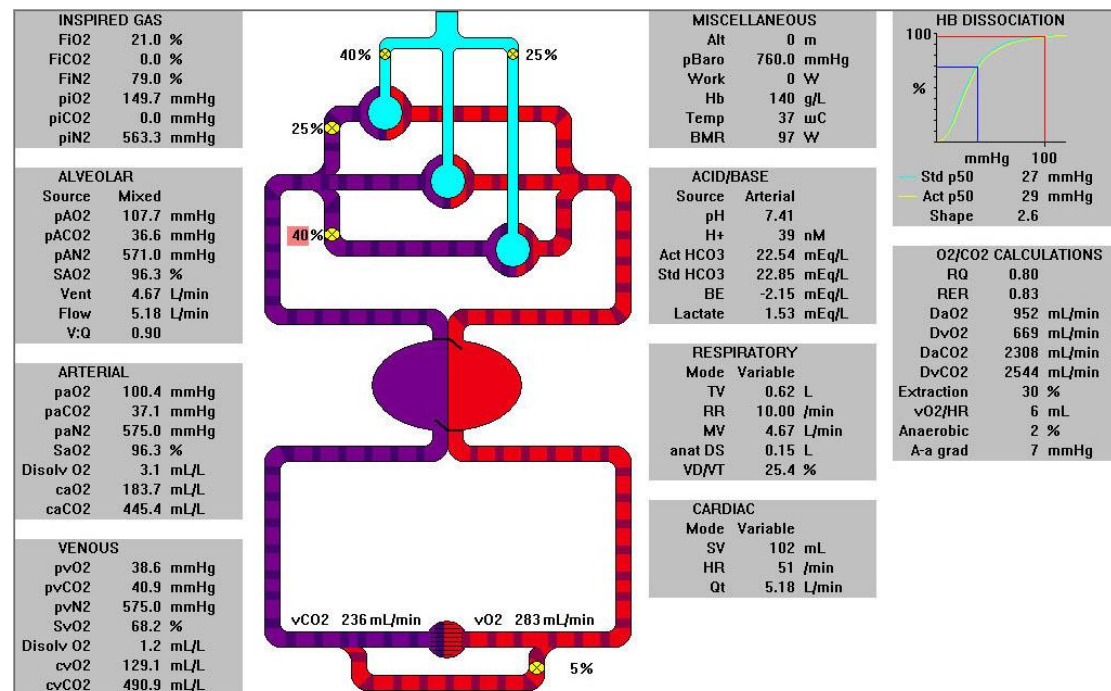 INSPIRED GAS
FiO2 21.0 %
FiCO2 0.0 %
FiN2 79.0 %
piO2 149.7 mmHg
piCO2 0.0 mmHg
piN2 563.3 mmHg
ALVEOLAR
Source Mixed
pAO2 107.7 mmHg
pACO2 36.6 mmHg
pAN2 571.0 mmHg
SAO2 96.3 %
Vent 4.67 L/min
Flow 5.18 L/min
V:Q 0.90
ARTERIAL
paO2 100.4 mmHg
paCO2 37.1 mmHg
paN2 575.0 mmHg
SaO2 96.3 %
Disolv O2 3.1 mL/L
caO2 183.7 mL/L
caCO2 445.4 mL/L
VENOUS
pvO2 38.6 mmHg
pvCO2 40.9 mmHg
pvN2 575.0 mmHg
SvO2 68.2 %
Disolv O2 1.2 mL/L
cvO2 129.1 mL/L
cvCO2 490.9 mL/L
40%
25%
25%
40%
vCO2 236 mL/min vO2 283 mL/min
5%
MISCELLANEOUS
Alt 0 m
pBaro 760.0 mmHg
Work 0 W
Hb 140 g/L
Temp 37 шC
BMR 97 W
ACID/BASE
Source Arterial
pH 7.41
H+ 39 nM
Act HCO3 22.54 mEq/L
Std HCO3 22.85 mEq/L
BE -2.15 mEq/L
Lactate 1.53 mEq/L
RESPIRATORY
Mode Variable
TV 0.62 L
RR 10.00 /min
MV 4.67 L/min
anat DS 0.15 L
VD/VT 25.4 %
CARDIAC
Mode Variable
SV 102 mL
HR 51 /min
Qt 5.18 L/min
HB DISSOCIATION
100
%
mmHg 100
Std p50 27 mmHg
Act p50 29 mmHg
Shape 2.6
O2/CO2 CALCULATIONS
RQ 0.80
RER 0.83
DaO2 952 mL/min
DvO2 669 mL/min
DaCO2 2308 mL/min
DvCO2 2544 mL/min
Extraction 30 %
vO2/HR 6 mL
Anaerobic 2 %
A-a grad 7 mmHg